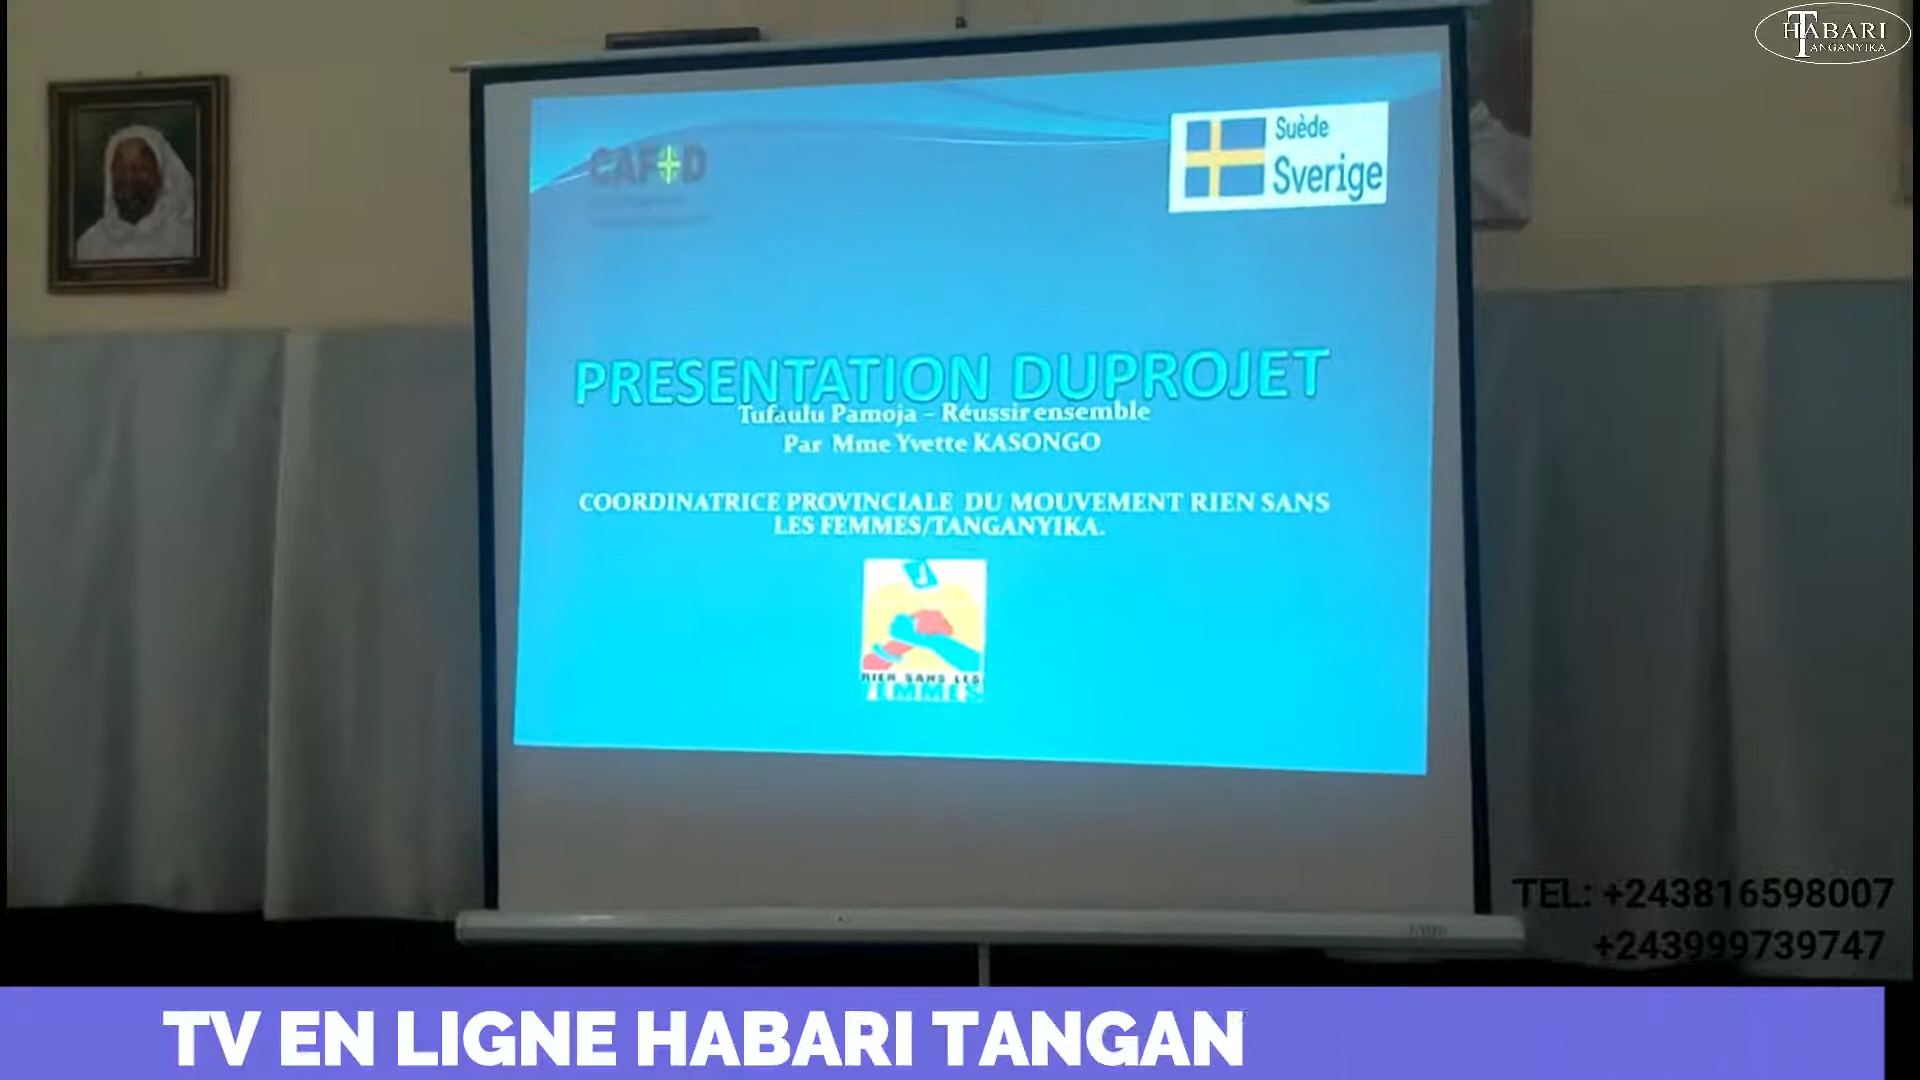 HABARI
TANGANYIKA
CAFOD
Suède
Sverige
PRESENTATION DUPROJET
Tufaulu Pamoja – Réussir ensemble
Par Mme Yvette KASONGO
COORDINATRICE PROVINCIALE DU MOUVEMENT RIEN SANS
LES FEMMES/TANGANYIKA.
RIEN SANS LES
FEMMES
TEL: +243816598007
+243999739747
TV EN LIGNE HABARI TANGAN